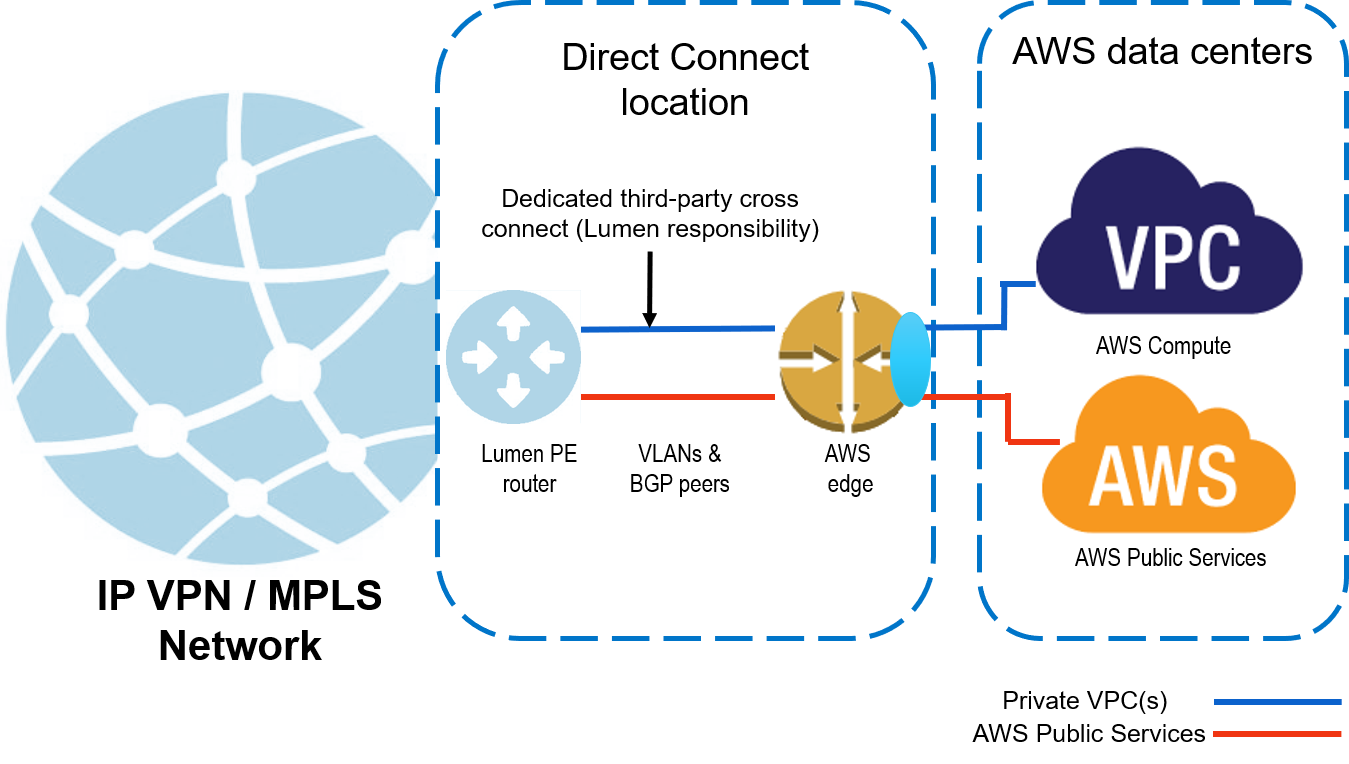 Direct Connect
location
AWS data centers
Dedicated third-party cross
connect (Lumen responsibility)
VPC
AWS Compute
Lumen PE
router
VLANs &
BGP peers
AWS
edge
AWS
AWS Public Services
IP VPN / MPLS
Network
Private VPC(s)
AWS Public Services